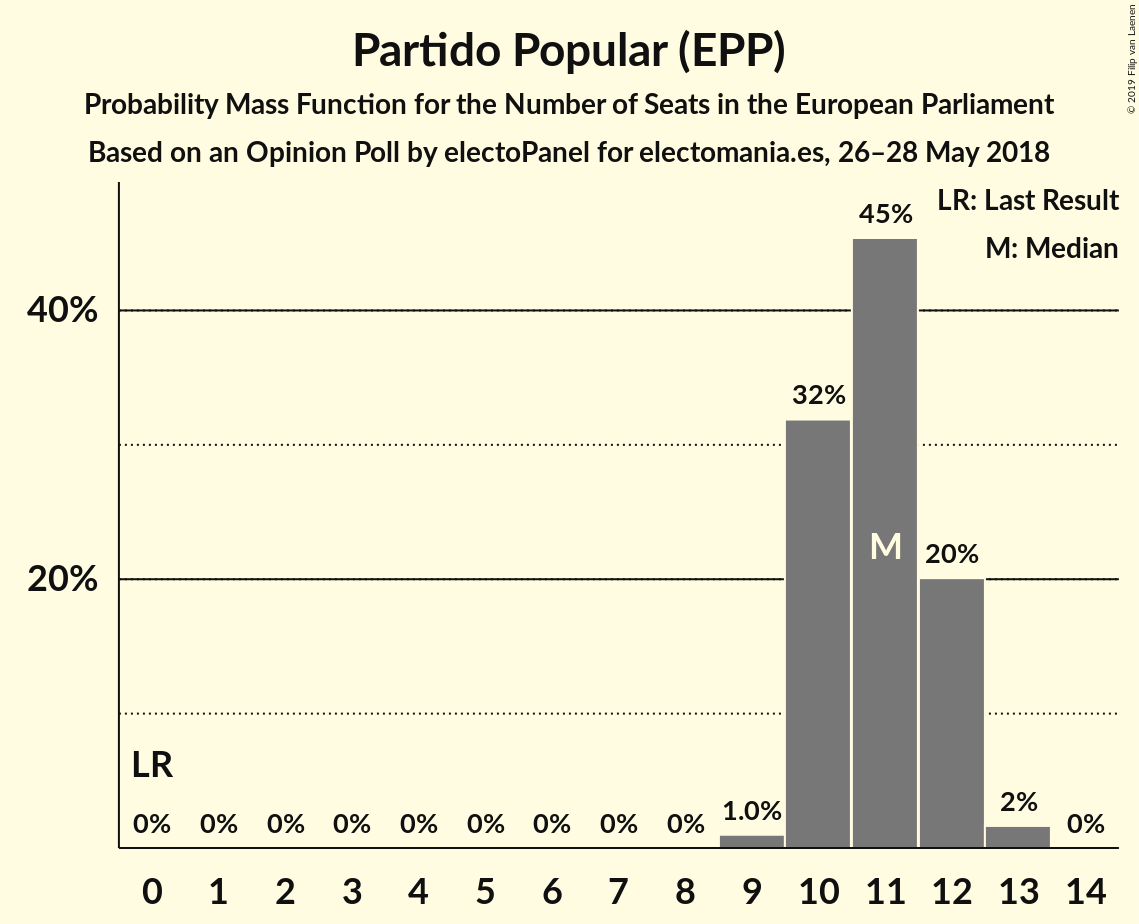 Partido Popular (EPP)
Probability Mass Function for the Number of Seats in the European Parliament
Based on an Opinion Poll by electoPanel for electomania.es, 26–28 May 2018
© 2019 Filip van Laenen
LR: Last Result
M: Median
45%
40%
32%
M
20%
20%
LR
0% 0% 0% 0% 0% 0% 0% 0% 0% 1.0% 2% 0%
0 1 2 3 4 5 6 7 8 9 10 11 12 13 14